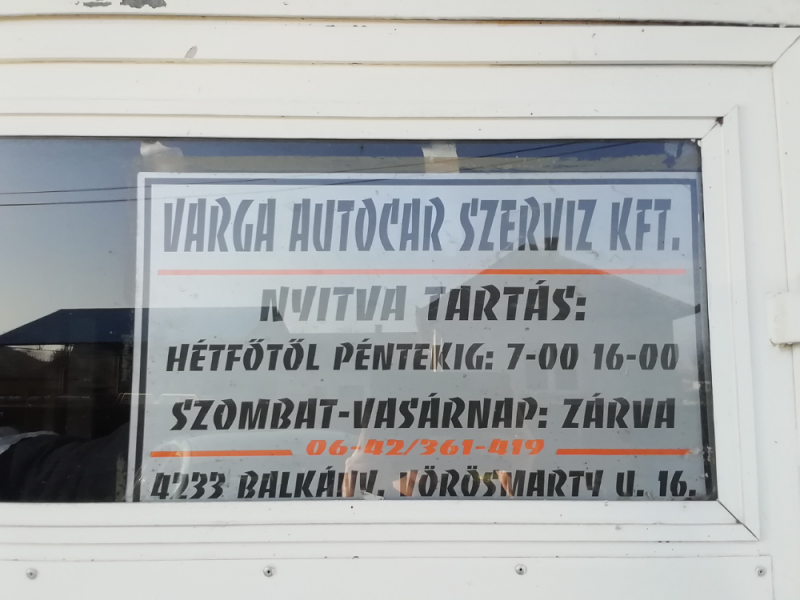 VARGA AUTOCAR SZERVIZ KFT.
NYITVA TARTÁS:
HÉTFŐTŐL PÉNTEKIG: 7-00 16-00
SZOMBAT-VASÁRNAP: ZÁRVA
06-42/361-419
4233 BALKÁNY. VÖRÖSMARTY U. 16.